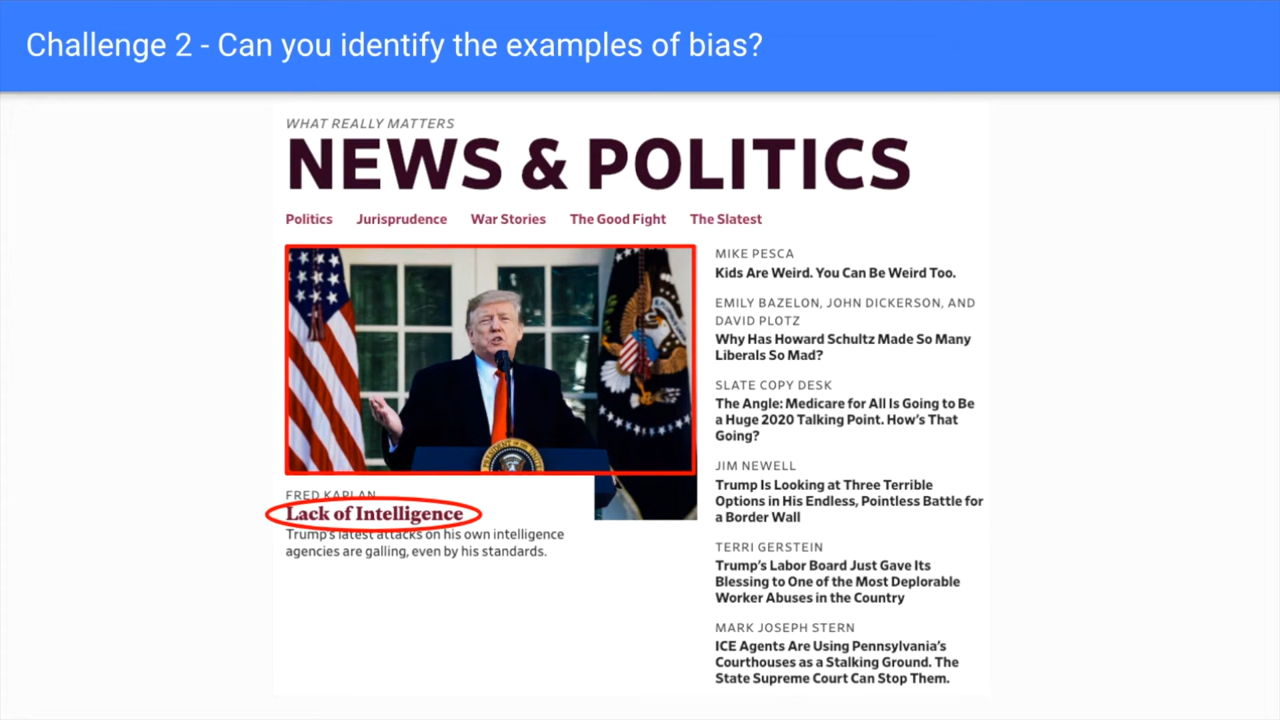 Challenge 2 - Can you identify the examples of bias?
WHAT REALLY MATTERS
NEWS & POLITICS
Politics Jurisprudence War Stories The Good Fight The Slatest
FRED KAPLAN
Lack of Intelligence
Trump's latest attacks on his own intelligence
agencies are galling, even by his standards.
MIKE PESCA
Kids Are Weird. You Can Be Weird Too.
EMILY BAZELON, JOHN DICKERSON, AND
DAVID PLOTZ
Why Has Howard Schultz Made So Many
Liberals So Mad?
SLATE COPY DESK
The Angle: Medicare for All Is Going to Be
a Huge 2020 Talking Point. How's That
Going?
JIM NEWELL
Trump Is Looking at Three Terrible
Options in His Endless, Pointless Battle for
a Border Wall
TERRI GERSTEIN
Trump's Labor Board Just Gave Its
Blessing to One of the Most Deplorable
Worker Abuses in the Country
MARK JOSEPH STERN
ICE Agents Are Using Pennsylvania's
Courthouses as a Stalking Ground. The
State Supreme Court Can Stop Them.